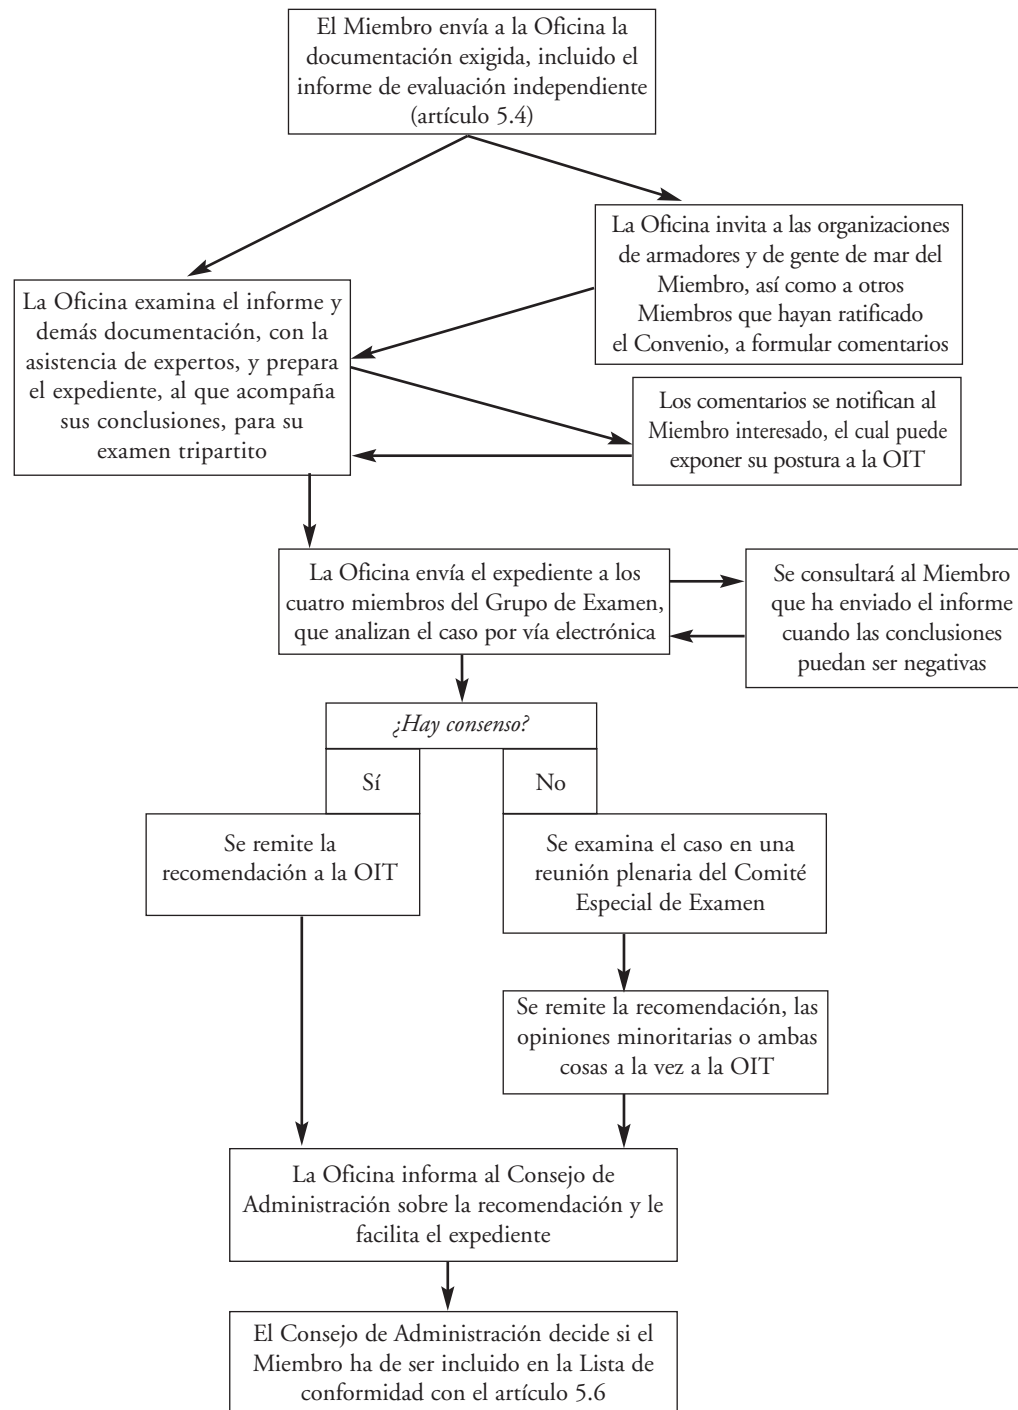 El Miembro envía a la Oficina la
documentación exigida, incluido el
informe de evaluación independiente
(artículo 5.4)
La Oficina invita a las organizaciones
de armadores y de gente de mar del
Miembro, así como a otros
Miembros que hayan ratificado
el Convenio, a formular comentarios
La Oficina examina el informe y
demás documentación, con la
asistencia de expertos, y prepara
el expediente, al que acompaña
sus conclusiones, para su
examen tripartito
Los comentarios se notifican al
Miembro interesado, el cual puede
exponer su postura a la OIT
La Oficina envía el expediente a los
cuatro miembros del Grupo de Examen,
que analizan el caso por vía electrónica
Se consultará al Miembro
que ha enviado el informe
cuando las conclusiones
puedan ser negativas
¿Hay consenso?
Sí
No
Se remite la
recomendación a la OIT
Se examina el caso en una
reunión plenaria del Comité
Especial de Examen
Se remite la recomendación, las
opiniones minoritarias o ambas
cosas a la vez a la OIT
La Oficina informa al Consejo de
Administración sobre la recomendación y le
facilita el expediente
El Consejo de Administración decide si el
Miembro ha de ser incluido en la Lista de
conformidad con el artículo 5.6